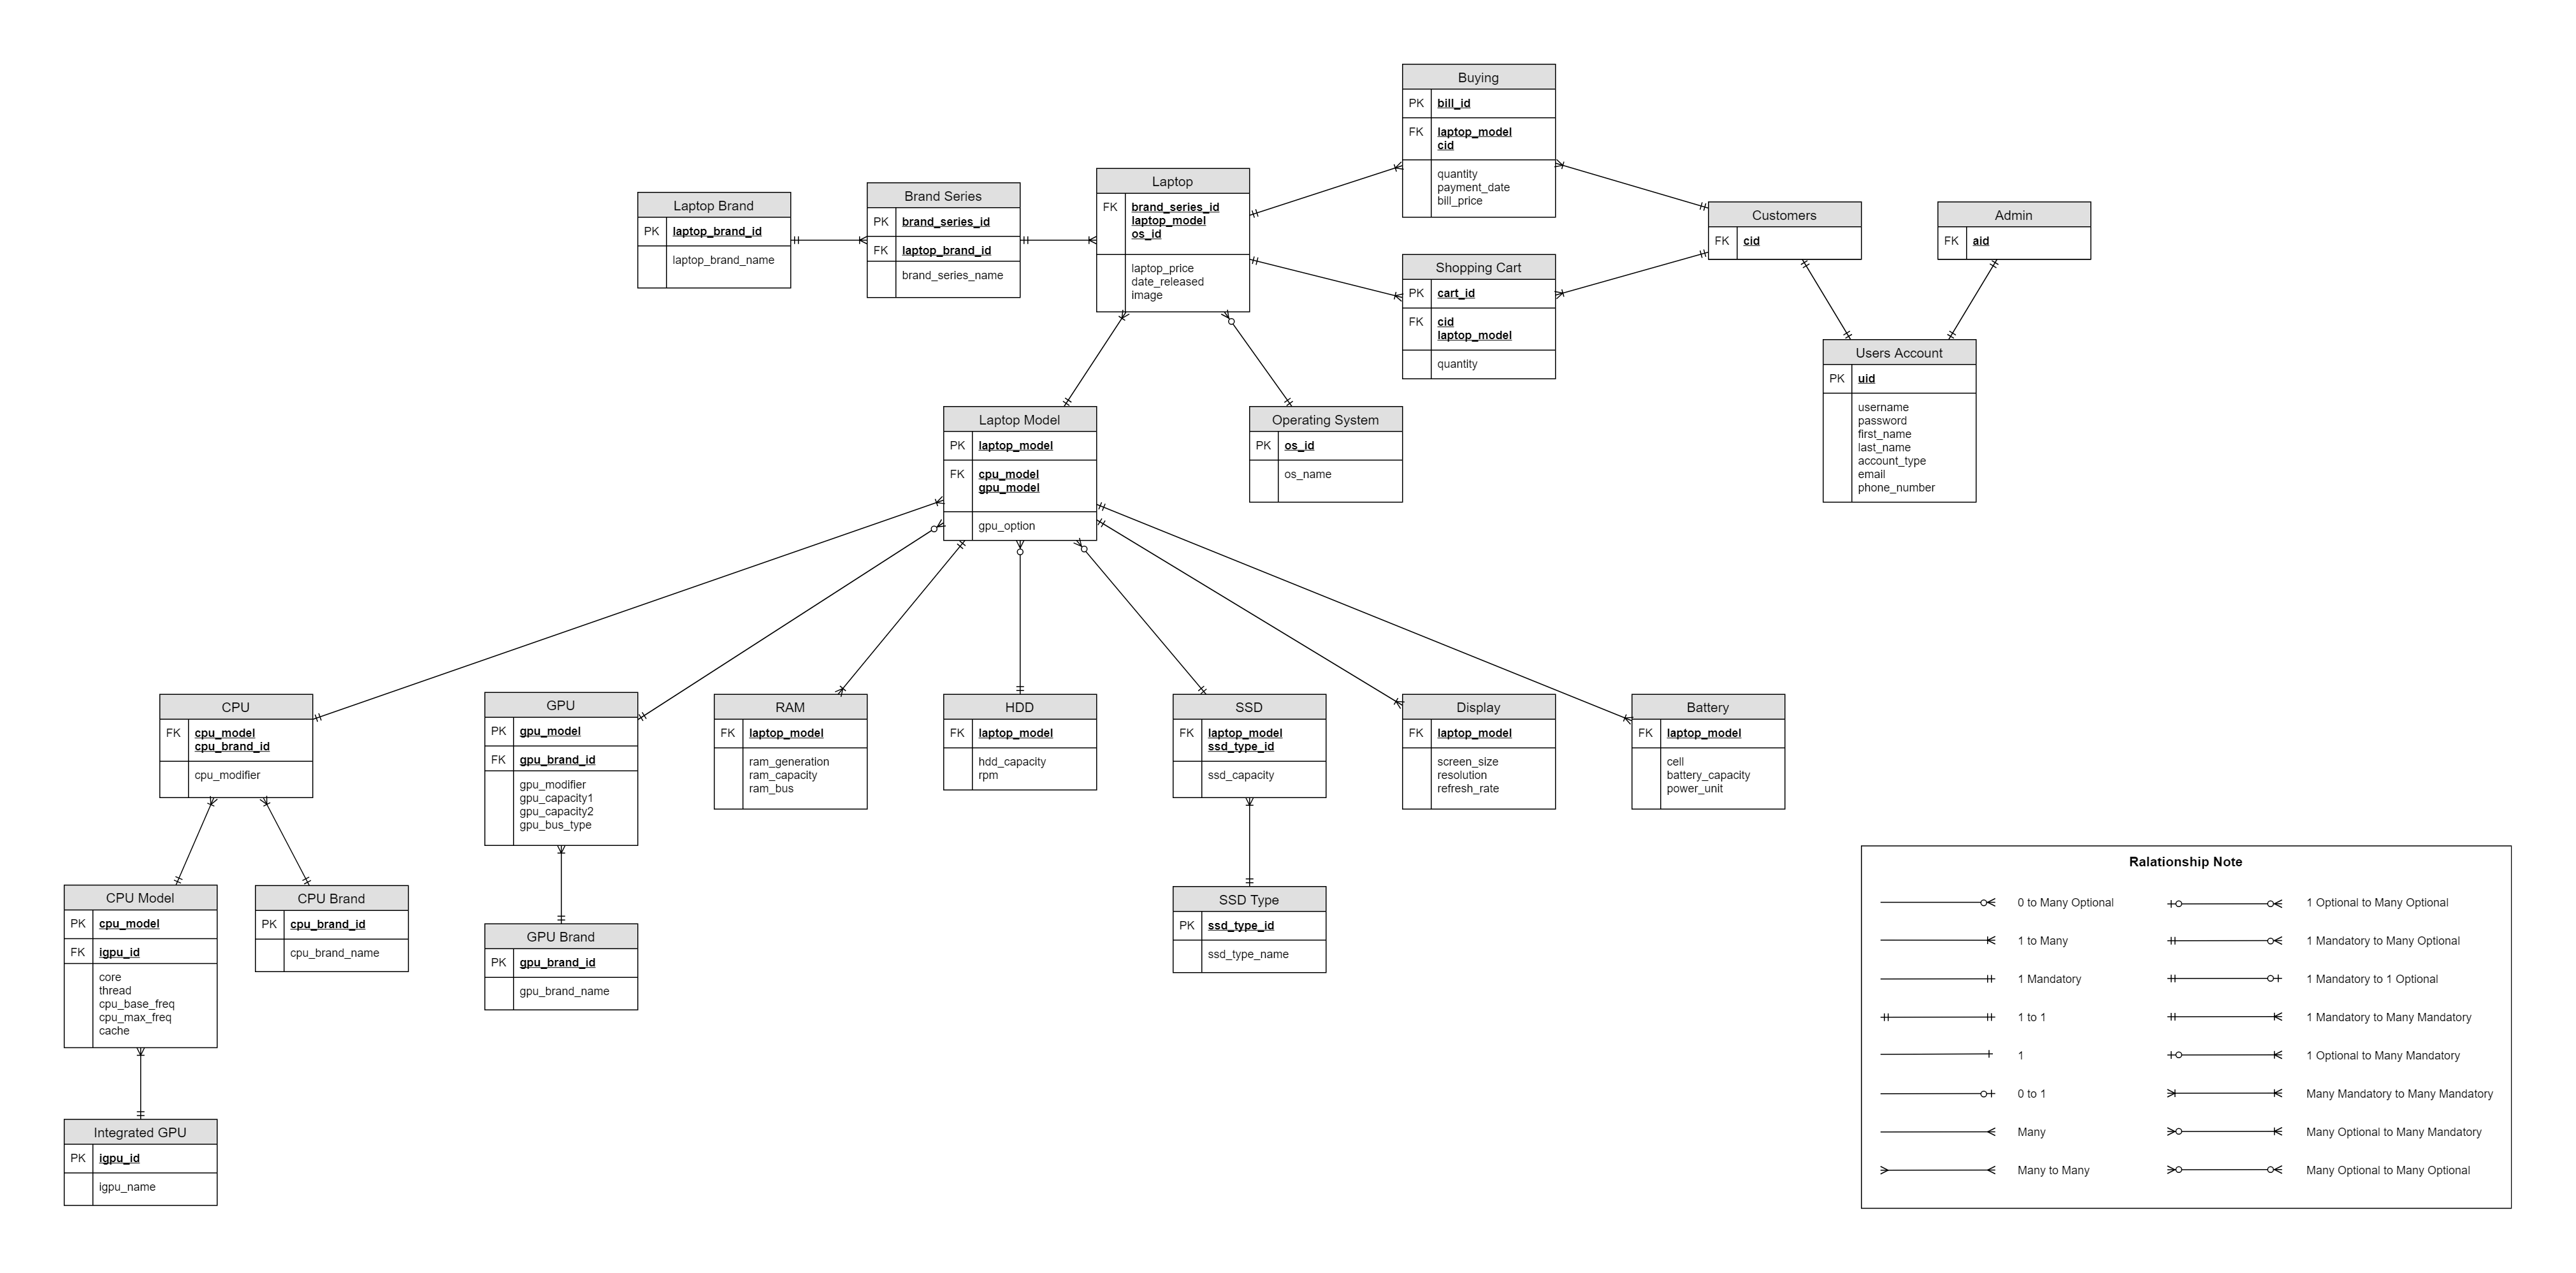 Buying
PK bill_id
FK laptop_model
cid
quantity
payment_date
bill_price
Laptop
FK brand_series_id
laptop_model
os_id
laptop_price
date_released
image
Brand Series
PK brand_series_id
FK laptop_brand_id
brand_series_name
Laptop Brand
PK laptop_brand_id
laptop_brand_name
Customers
FK cid
Admin
FK aid
Shopping Cart
PK cart_id
FK cid
laptop_model
quantity
Users Account
PK uid
username
password
first_name
last_name
account_type
email
phone_number
Laptop Model
PK laptop_model
FK cpu_model
gpu_model
gpu_option
Operating System
PK os_id
os_name
CPU
FK cpu_model
cpu_brand_id
cpu_modifier
GPU
PK gpu_model
FK gpu_brand_id
gpu_modifier
gpu_capacity1
gpu_capacity2
gpu_bus_type
RAM
FK laptop_model
ram_generation
ram_capacity
ram_bus
HDD
FK laptop_model
hdd_capacity
rpm
SSD
FK laptop_model
ssd_type_id
ssd_capacity
Display
FK laptop_model
screen_size
resolution
refresh_rate
Battery
FK laptop_model
cell
battery_capacity
power_unit
CPU Model
PK cpu_model
FK igpu_id
core
thread
cpu_base_freq
cpu_max_freq
cache
CPU Brand
PK cpu_brand_id
cpu_brand_name
GPU Brand
PK gpu_brand_id
gpu_brand_name
SSD Type
PK ssd_type_id
ssd_type_name
Integrated GPU
PK igpu_id
igpu_name
Ralationship Note
0 to Many Optional
1 Optional to Many Optional
1 to Many
1 Mandatory to Many Optional
1 Mandatory
1 Mandatory to 1 Optional
1 to 1
1 Mandatory to Many Mandatory
1
1 Optional to Many Mandatory
0 to 1
Many Mandatory to Many Mandatory
Many
Many Optional to Many Mandatory
Many to Many
Many Optional to Many Optional